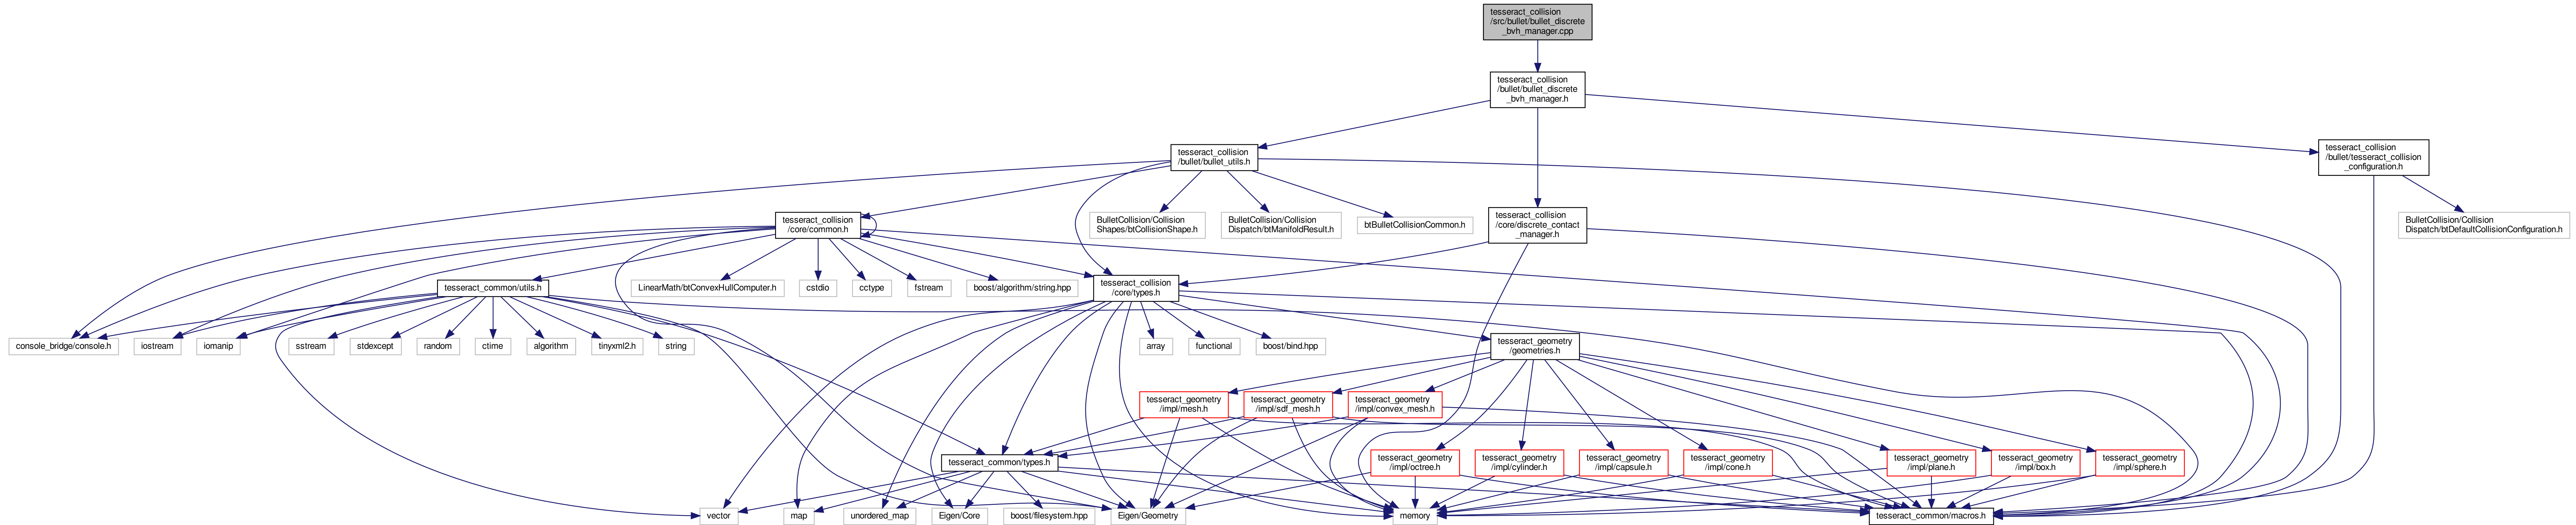 tesseract_collision
/src/bullet/bullet_discrete
_bvh_manager.cpp
tesseract_collision
/bullet/bullet_discrete
_bvh_manager.h
tesseract_collision
/bullet/bullet_utils.h
tesseract_collision
/bullet/tesseract_collision
_configuration.h
tesseract_collision
/core/common.h
BulletCollision/Collision
Shapes/btCollisionShape.h
BulletCollision/Collision
Dispatch/btManifoldResult.h
btBulletCollisionCommon.h
tesseract_collision
/core/discrete_contact
_manager.h
BulletCollision/Collision
Dispatch/btDefaultCollisionConfiguration.h
tesseract_common/utils.h
LinearMath/btConvexHullComputer.h
cstdio
cctype
fstream
boost/algorithm/string.hpp
tesseract_collision
/core/types.h
console_bridge/console.h
iostream
iomanip
sstream
stdexcept
random
ctime
algorithm
tinyxml2.h
string
array
functional
boost/bind.hpp
tesseract_geometry
/geometries.h
tesseract_geometry
/impl/mesh.h
tesseract_geometry
/impl/sdf_mesh.h
tesseract_geometry
/impl/convex_mesh.h
tesseract_common/types.h
tesseract_geometry
/impl/octree.h
tesseract_geometry
/impl/cylinder.h
tesseract_geometry
/impl/capsule.h
tesseract_geometry
/impl/cone.h
tesseract_geometry
/impl/plane.h
tesseract_geometry
/impl/box.h
tesseract_geometry
/impl/sphere.h
vector
map
unordered_map
Eigen/Core
boost/filesystem.hpp
Eigen/Geometry
memory
tesseract_common/macros.h